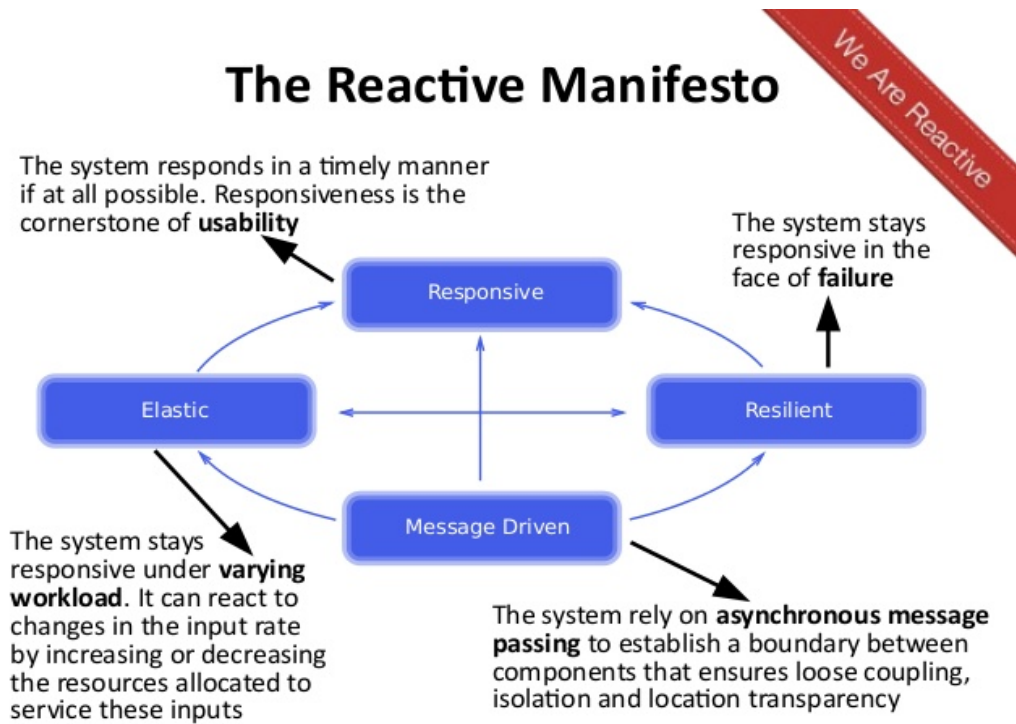 The Reactive Manifesto
We Are Reactive
The system responds in a timely manner
if at all possible. Responsiveness is the
cornerstone of usability
The system stays
responsive in the
face of failure
Responsive
Elastic
Resilient
Message Driven
The system stays
responsive under varying
workload. It can react to
changes in the input rate
by increasing or decreasing
the resources allocated to
service these inputs
The system rely on asynchronous message
passing to establish a boundary between
components that ensures loose coupling,
isolation and location transparency